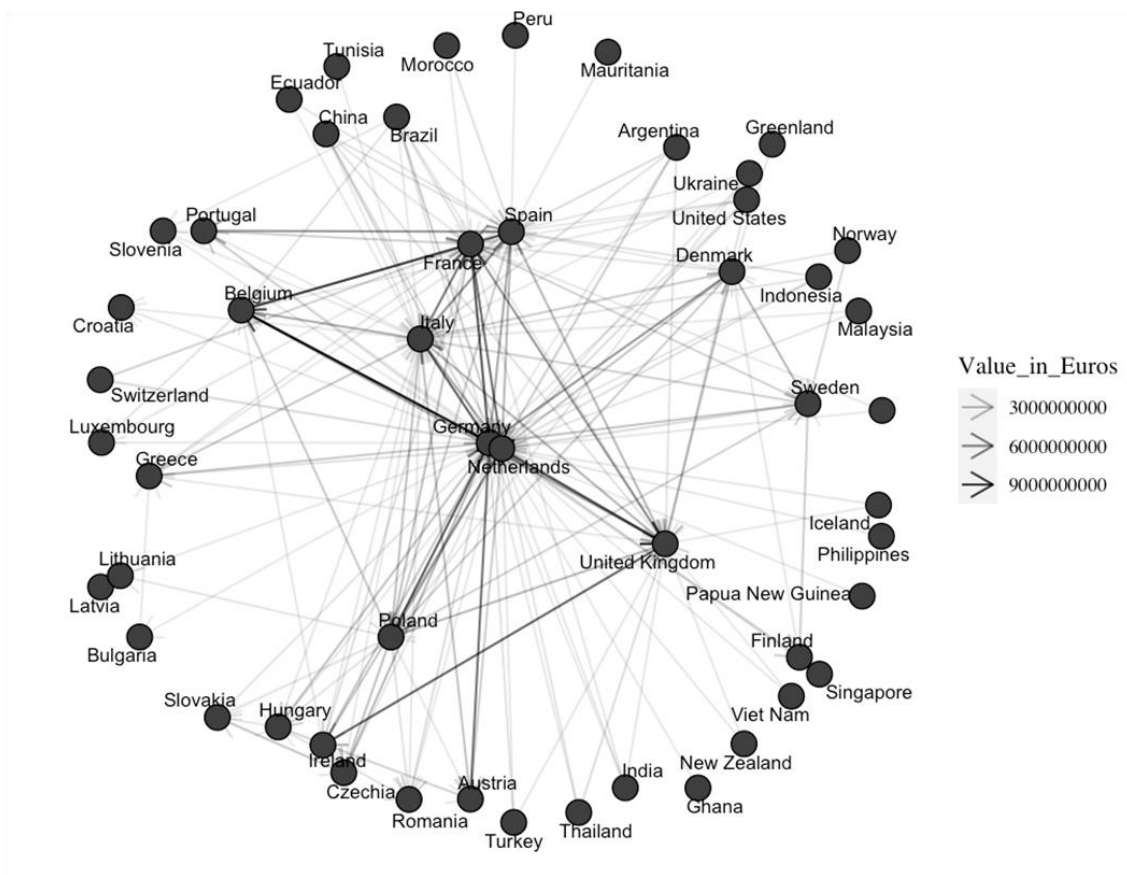 Peru
Tunisia
Morocco
Mauritania
Ecuador
China
Brazil
Argentina
Greenland
Ukraine
United States
Portugal
Spain
Slovenia
France
Denmark
Norway
Indonesia
Belgium
Croatia
Italy
Malaysia
Value_in_Euros
Switzerland
Sweden
3000000000
Luxembourg
Germany
6000000000
Greece
Netherlands
9000000000
Iceland
Philippines
Lithuania
United Kingdom
Latvia
Papua New Guinea
Poland
Bulgaria
Finland
Singapore
Slovakia
Hungary
Viet Nam
Ireland
New Zealand
Czechia
Austria
India
Romania
Ghana
Turkey
Thailand